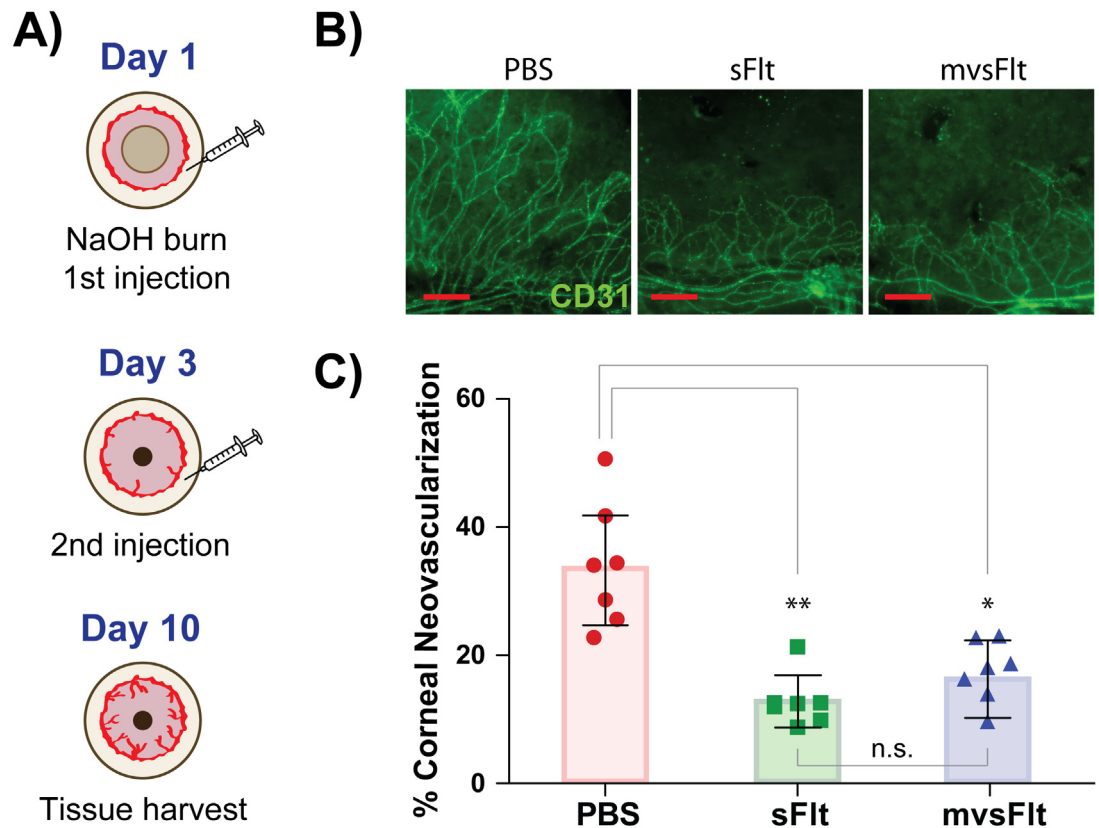 A)
Day 1
NaOH burn
1st injection
Day 3
2nd injection
Day 10
Tissue harvest
B)
PBS
sFlt
mvsFlt
CD31
C)
% Corneal Neovascularization
60
40
20
0
**
*
n.s.
PBS
sFlt
mvsFlt